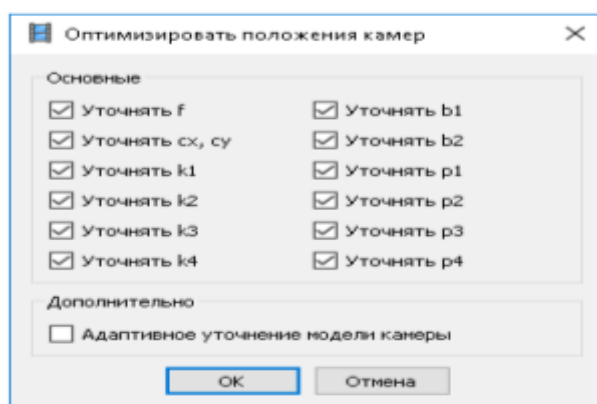 Оптимизировать положения камер
Основные
Уточнять f
Уточнять b1
Уточнять cx, cy
Уточнять b2
Уточнять k1
Уточнять p1
Уточнять k2
Уточнять p2
Уточнять k3
Уточнять p3
Уточнять k4
Уточнять p4
Дополнительно
Адаптивное уточнение модели камеры
OK
Отмена